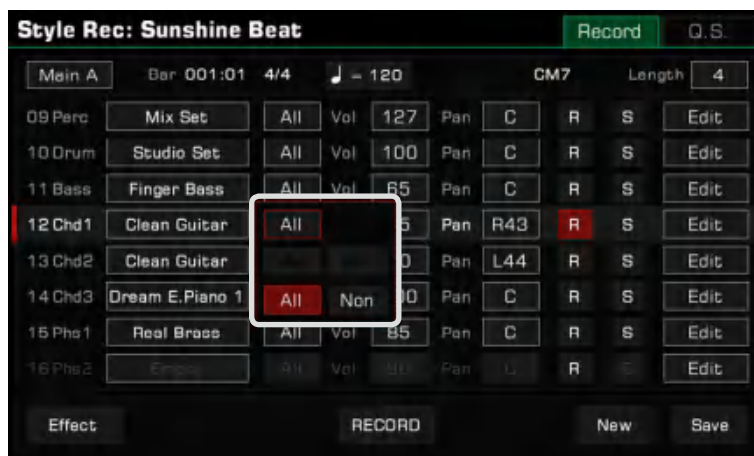 Style Rec: Sunshine Beat Record Q.S.
Main A Bar 001:01 4/4 ♩ = 120 CM7 Length 4
09 Perc Mix Set All Vol 127 Pan C R S Edit
10 Drum Studio Set All Vol 100 Pan C R S Edit
11 Bass Finger Bass All Vol 65 Pan C R S Edit
12 Chd1 Clean Guitar All Pan R43 R S Edit
13 Chd2 Clean Guitar Pan L44 R S Edit
14 Chd3 Dream E.Piano 1 All Non Pan C R S Edit
15 Phs1 Real Brass All Vol 85 Pan C R S Edit
16 Phs2 Empty All Vol Pan R S Edit
Effect RECORD New Save